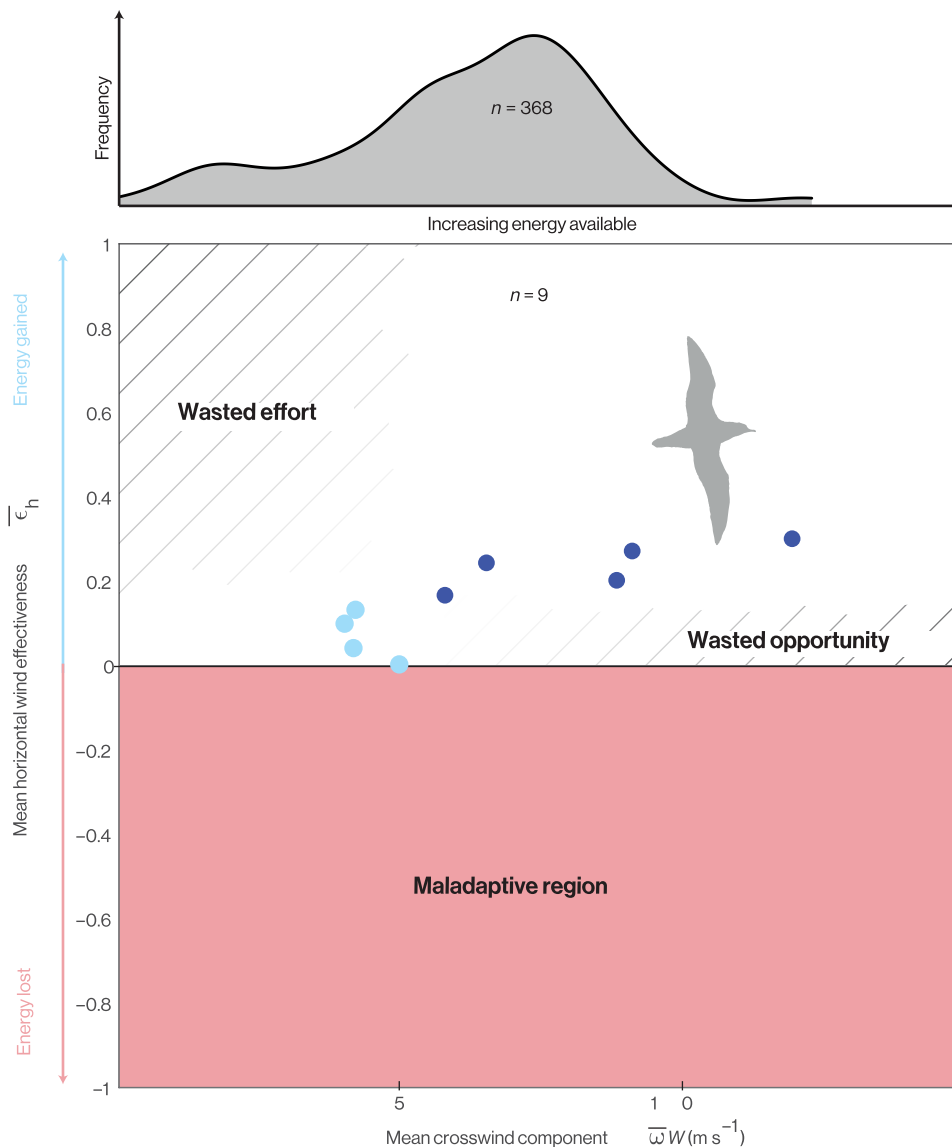 Frequency
n = 368
Increasing energy available
1
n = 9
Energy gained
0.8
0.6
Wasted effort
0.4
ϵ̅h
0.2
Mean horizontal wind effectiveness
Wasted opportunity
0
−0.2
−0.4
Maladaptive region
−0.6
Energy lost
−0.8
−1
5
1 0
Mean crosswind component ω̅W (m s−1)